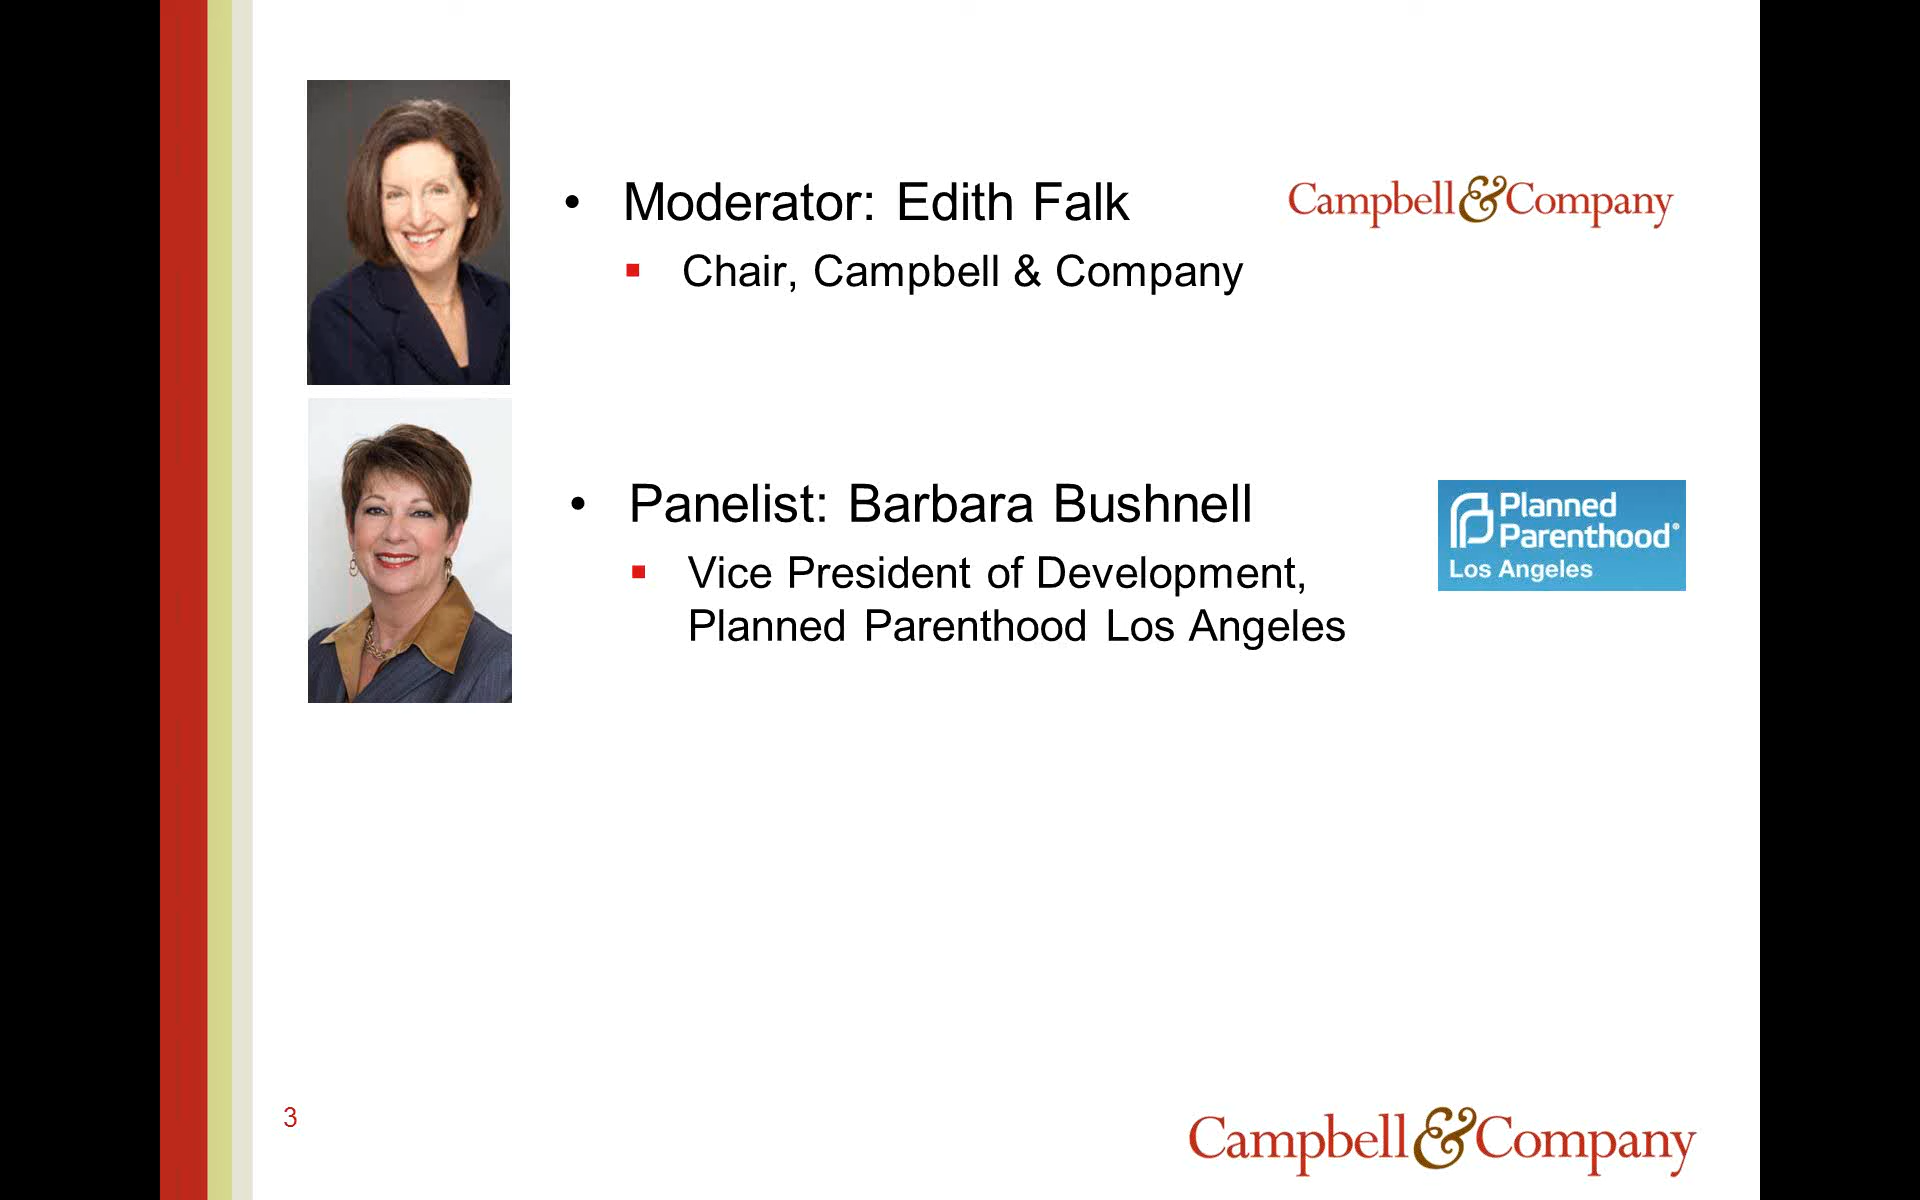 • Moderator: Edith Falk
Campbell & Company
▪ Chair, Campbell & Company
• Panelist: Barbara Bushnell
Planned
Parenthood®
Los Angeles
▪ Vice President of Development,
Planned Parenthood Los Angeles
3
Campbell & Company